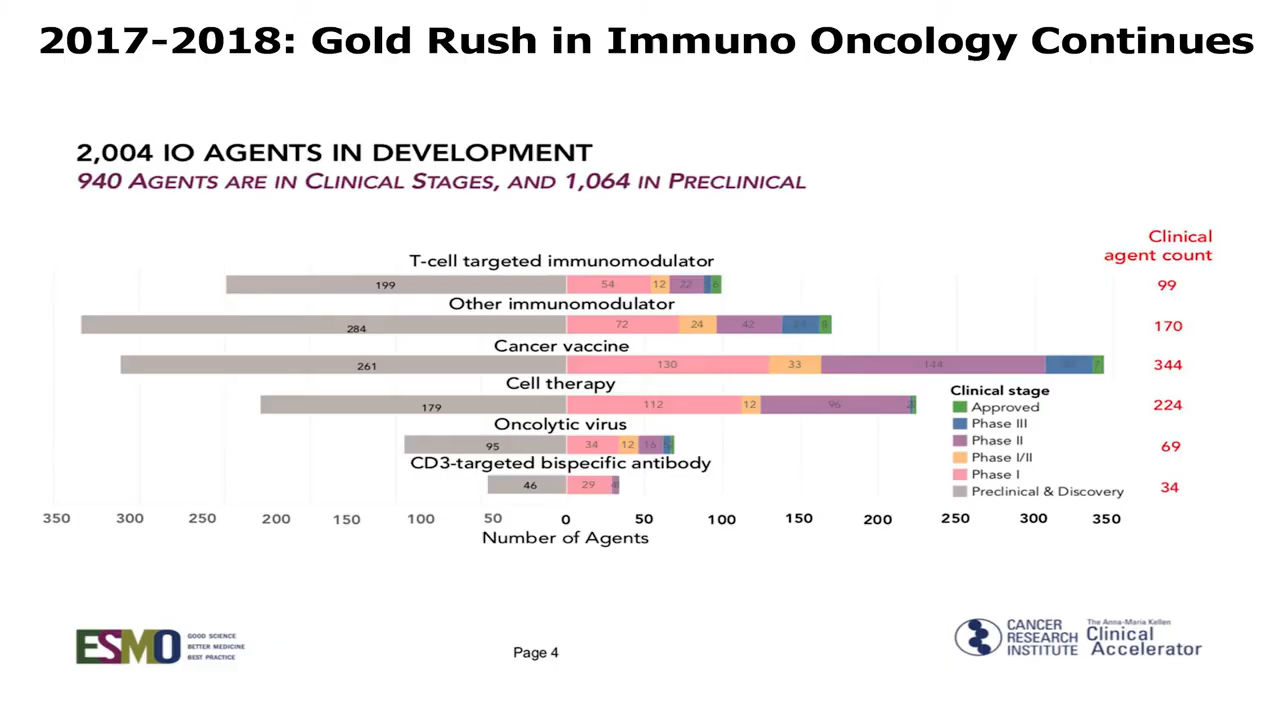 2017-2018: Gold Rush in Immuno Oncology Continues
2,004 IO AGENTS IN DEVELOPMENT
940 AGENTS ARE IN CLINICAL STAGES, AND 1,064 IN PRECLINICAL
Clinical
agent count
T-cell targeted immunomodulator
199 54 12 22 6 99
Other immunomodulator
284 72 24 42 24 170
Cancer vaccine
261 130 33 144 7 344
Cell therapy
179 112 12 96 224
Oncolytic virus
95 34 12 16 69
CD3-targeted bispecific antibody
46 29 4 34
Clinical stage
Approved
Phase III
Phase II
Phase I/II
Phase I
Preclinical & Discovery
350 300 250 200 150 100 50 0 50 100 150 200 250 300 350
Number of Agents
ESMO
GOOD SCIENCE
BETTER MEDICINE
BEST PRACTICE
Page 4
CANCER
RESEARCH
INSTITUTE
The Anna-Maria Kellen
Clinical
Accelerator